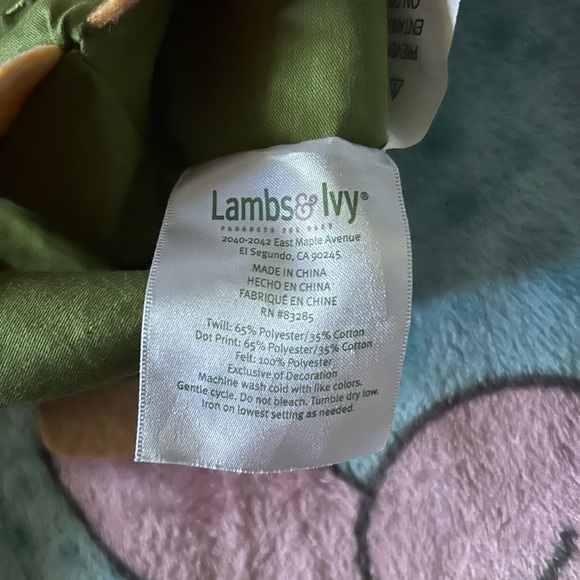 Lambs & Ivy®
PRODUCTS FOR BABY
2040-2042 East Maple Avenue
El Segundo, CA 90245
MADE IN CHINA
HECHO EN CHINA
FABRIQUÉ EN CHINE
RN #83285
Twill: 65% Polyester/35% Cotton
Dot Print: 65% Polyester/35% Cotton
Felt: 100% Polyester
Exclusive of Decoration
Machine wash cold with like colors.
Gentle cycle. Do not bleach. Tumble dry low.
Iron on lowest setting as needed.